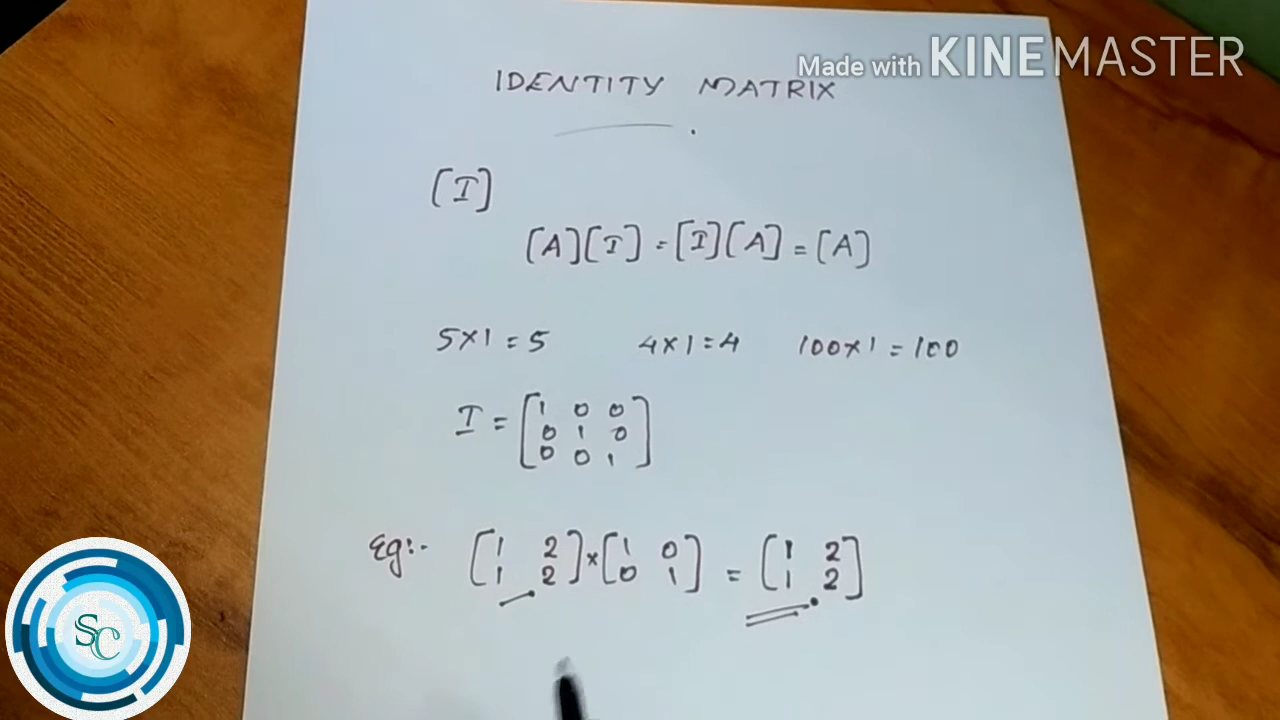 Made with KINEMASTER
IDENTITY MATRIX
[I]
[A][I] = [I][A] = [A]
5×1 = 5 4×1 = 4 100×1 = 100
I = [1 0 0
0 1 0
0 0 1]
Eg:- [1 2 ] × [1 0 ] = [1 2
1 2 0 1 1 2]
SC